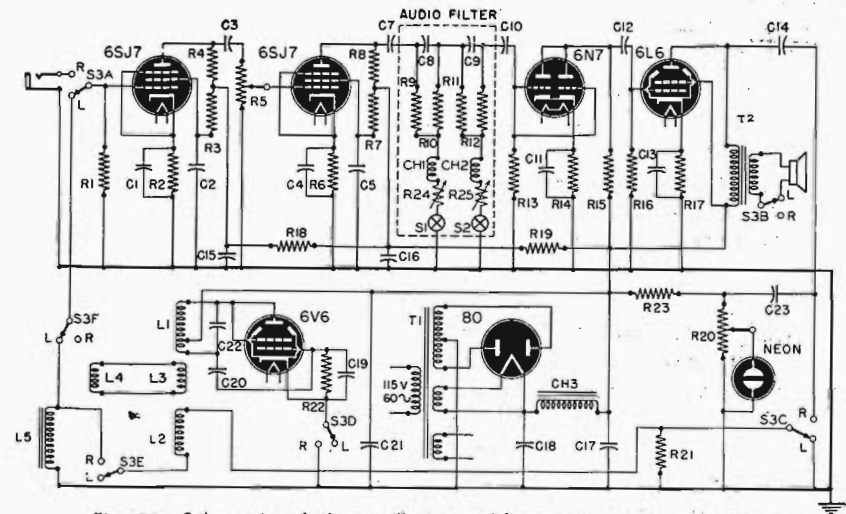 AUDIO FILTER
C3
C7
C10
C12
C14
6SJ7
R4
6SJ7
R8
C8
C9
6N7
6L6
R
S3A
L
R5
R9
R11
T2
R3
R7
R10
R12
R1
C1
R2
C2
C4
R6
C5
CH1
CH2
R24
R25
R13
C11
R14
R15
R16
C13
R17
S1
S2
S3B
L
R
R18
R19
C15
C16
S3F
L
R
L1
6V6
T1
80
R23
C23
C22
R20
NEON
L4
L3
C20
C19
115 V
60~
CH3
R22
L5
L2
S3D
R
L
C21
C18
C17
R21
S3C
R
L
R
L
S3E